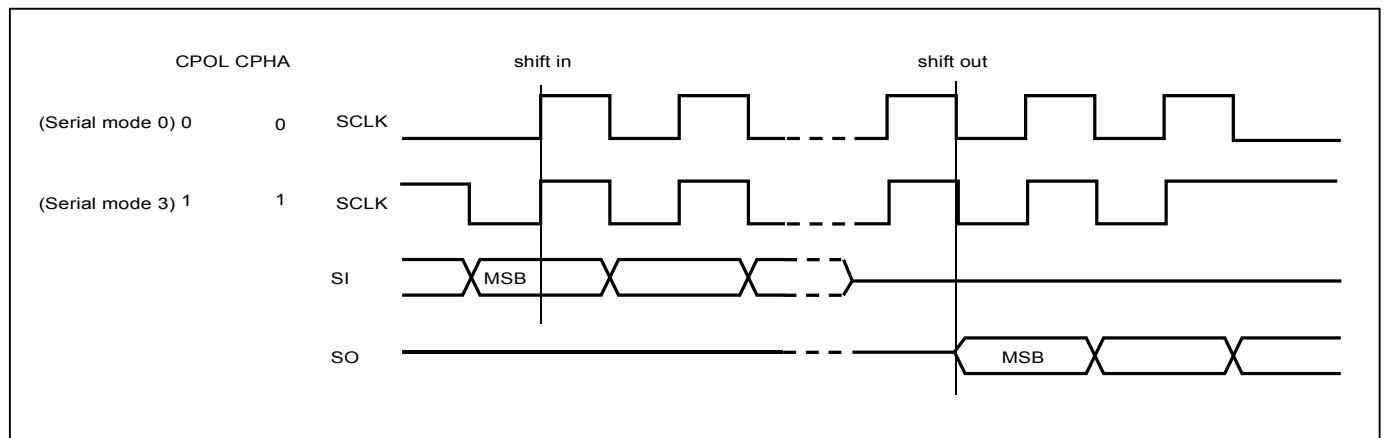 CPOL CPHA shift in shift out
(Serial mode 0) 0 0 SCLK
(Serial mode 3) 1 1 SCLK
SI MSB
SO MSB